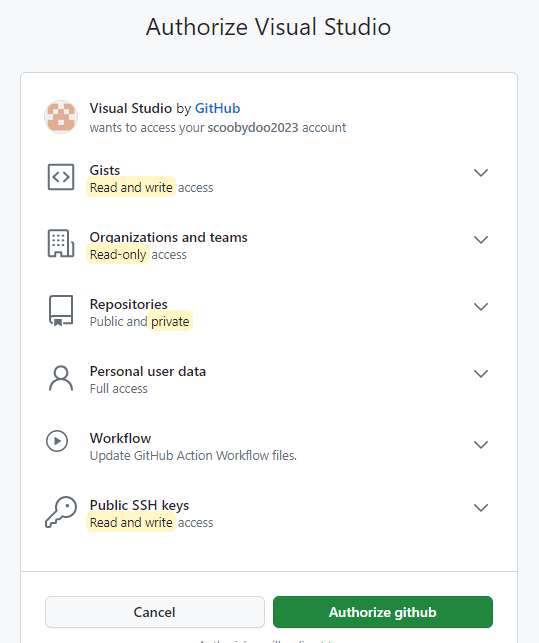 Authorize Visual Studio
Visual Studio by GitHub
wants to access your scoobydoo2023 account
Gists
Read and write access
Organizations and teams
Read-only access
Repositories
Public and private
Personal user data
Full access
Workflow
Update GitHub Action Workflow files.
Public SSH keys
Read and write access
Cancel
Authorize github